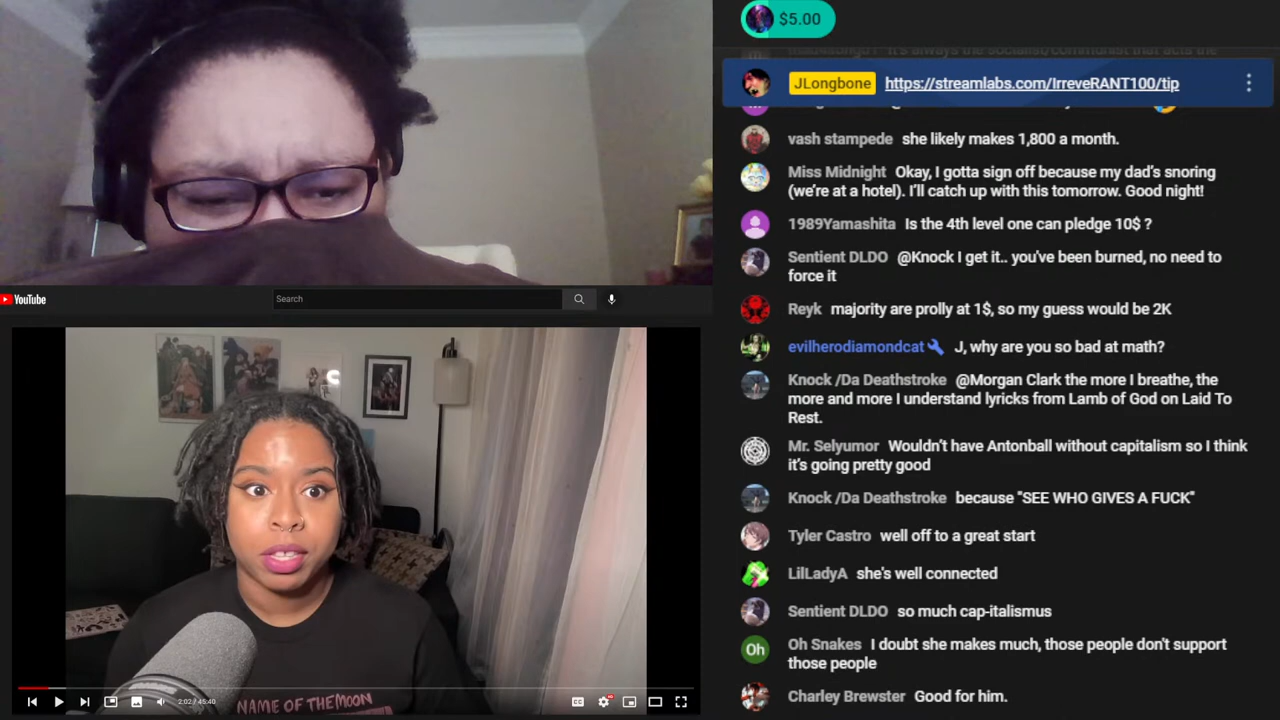 $5.00
JLongbone https://streamlabs.com/IrreveRANT100/tip
vash stampede she likely makes 1,800 a month.
Miss Midnight Okay, I gotta sign off because my dad's snoring
(we're at a hotel). I'll catch up with this tomorrow. Good night!
1989Yamashita Is the 4th level one can pledge 10$ ?
Sentient DLDO @Knock I get it.. you've been burned, no need to
force it
Reyk majority are prolly at 1$, so my guess would be 2K
evilherodiamondcat J, why are you so bad at math?
Knock /Da Deathstroke @Morgan Clark the more I breathe, the
more and more I understand lyrics from Lamb of God on Laid To
Rest.
Mr. Selyumor Wouldn't have Antonball without capitalism so I think
it's going pretty good
Knock /Da Deathstroke because "SEE WHO GIVES A FUCK"
Tyler Castro well off to a great start
LilLadyA she's well connected
Sentient DLDO so much cap-italismus
Oh
Oh Snakes I doubt she makes much, those people don't support
those people
Charley Brewster Good for him.
YouTube
Search
NAME OF THE MOON
2:02 / 45:40
CC
HD